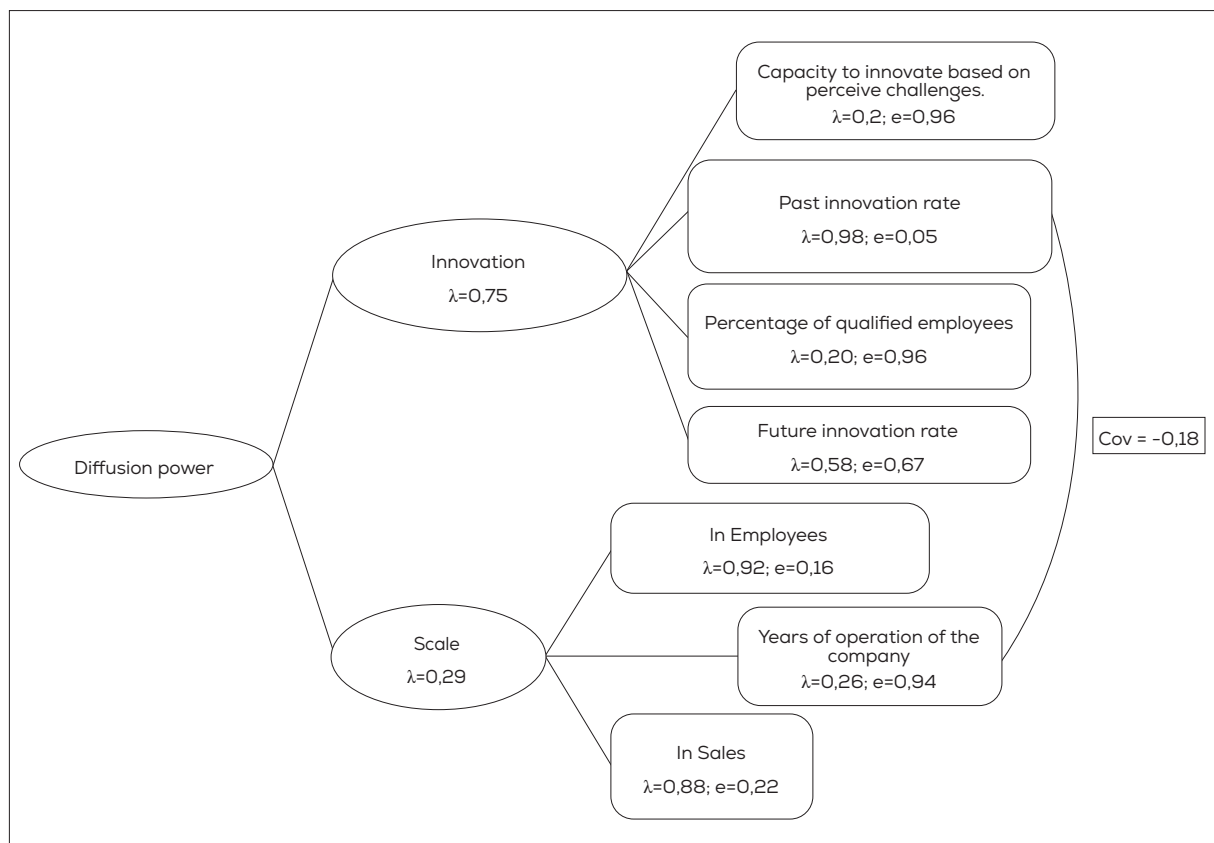 Capacity to innovate based on
perceive challenges.
λ=0,2; e=0,96
Past innovation rate
λ=0,98; e=0,05
Innovation
λ=0,75
Percentage of qualified employees
λ=0,20; e=0,96
Future innovation rate
λ=0,58; e=0,67
Cov = -0,18
Diffusion power
In Employees
λ=0,92; e=0,16
Scale
λ=0,29
Years of operation of the
company
λ=0,26; e=0,94
In Sales
λ=0,88; e=0,22